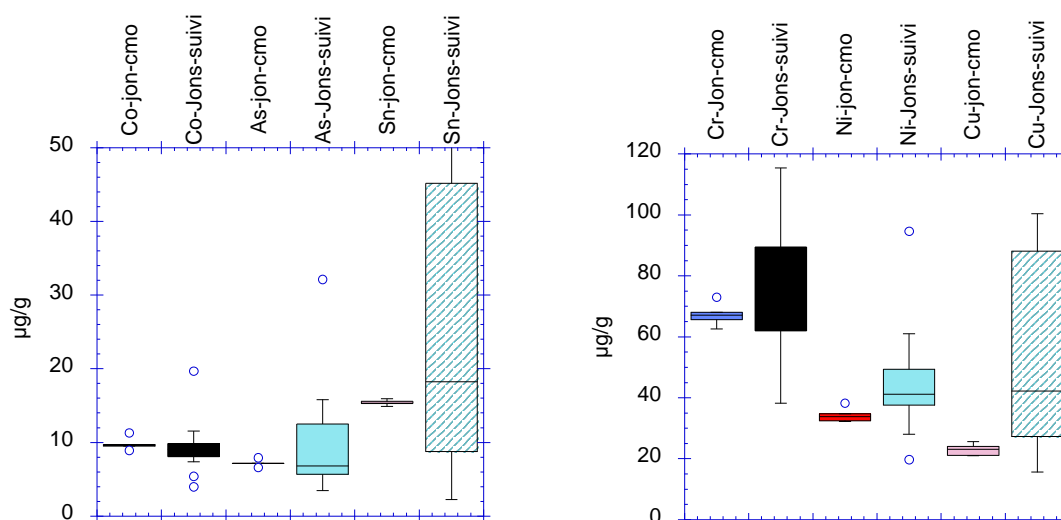 Co-jon-cmo
Co-Jons-suivi
As-jon-cmo
As-Jons-suivi
Sn-jon-cmo
Sn-Jons-suivi
50
40
30
20
10
0
µg/g
Cr-Jon-cmo
Cr-Jons-suivi
Ni-jon-cmo
Ni-Jons-suivi
Cu-jon-cmo
Cu-Jons-suivi
120
100
80
60
40
20
0
µg/g